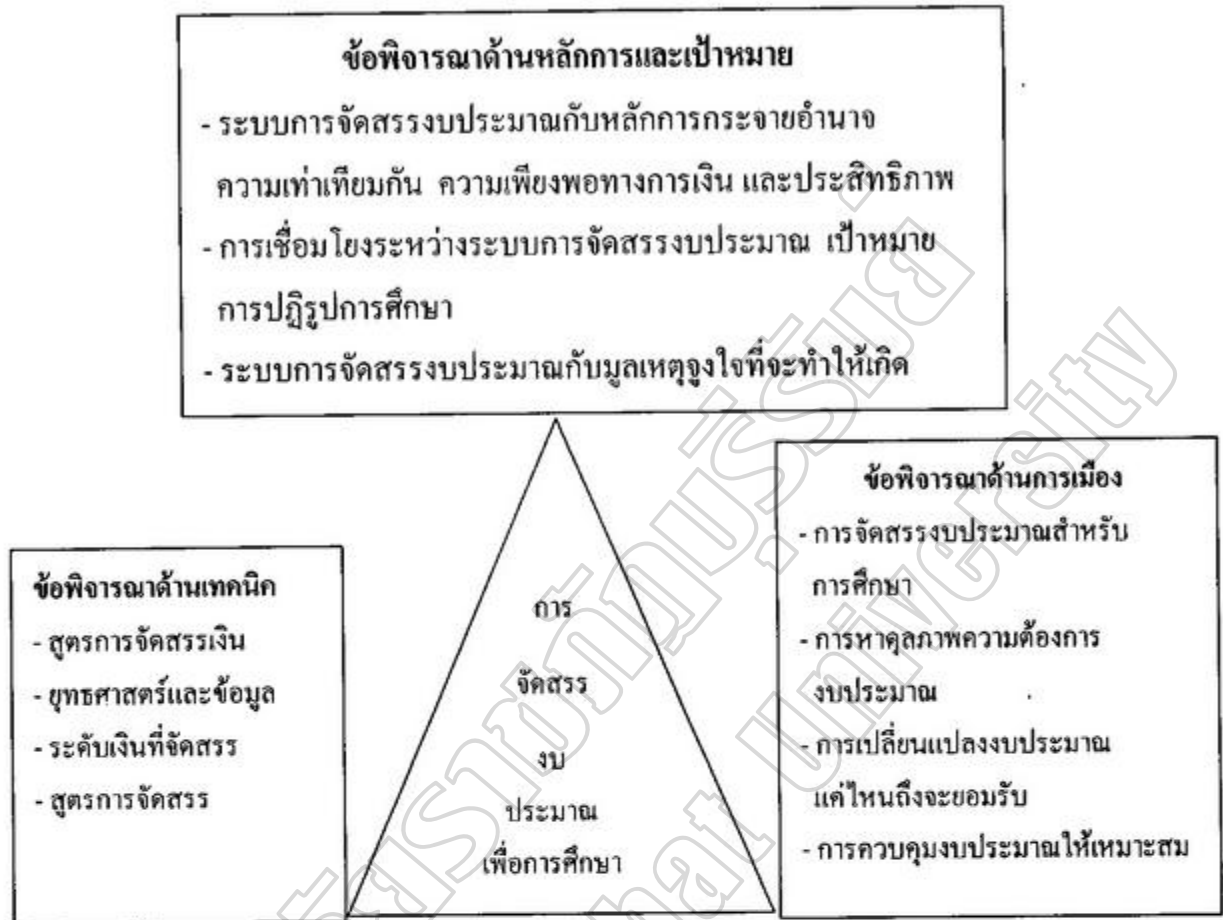 ข้อพิจารณาด้านหลักการและเป้าหมาย
- ระบบการจัดสรรงบประมาณกับหลักการกระจายอำนาจ
ความเท่าเทียมกัน ความเพียงพอทางการเงิน และประสิทธิภาพ
- การเชื่อมโยงระหว่างระบบการจัดสรรงบประมาณ เป้าหมาย
การปฏิรูปการศึกษา
- ระบบการจัดสรรงบประมาณกับมูลเหตุจูงใจที่จะทำให้เกิด
ข้อพิจารณาด้านเทคนิค
- สูตรการจัดสรรเงิน
- ยุทธศาสตร์และข้อมูล
- ระดับเงินที่จัดสรร
- สูตรการจัดสรร
การ
จัดสรร
งบ
ประมาณ
เพื่อการศึกษา
ข้อพิจารณาด้านการเมือง
- การจัดสรรงบประมาณสำหรับ
การศึกษา
- การหาดุลภาพความต้องการ
งบประมาณ
- การเปลี่ยนแปลงงบประมาณ
แค่ไหนถึงจะยอมรับ
- การควบคุมงบประมาณให้เหมาะสม
University